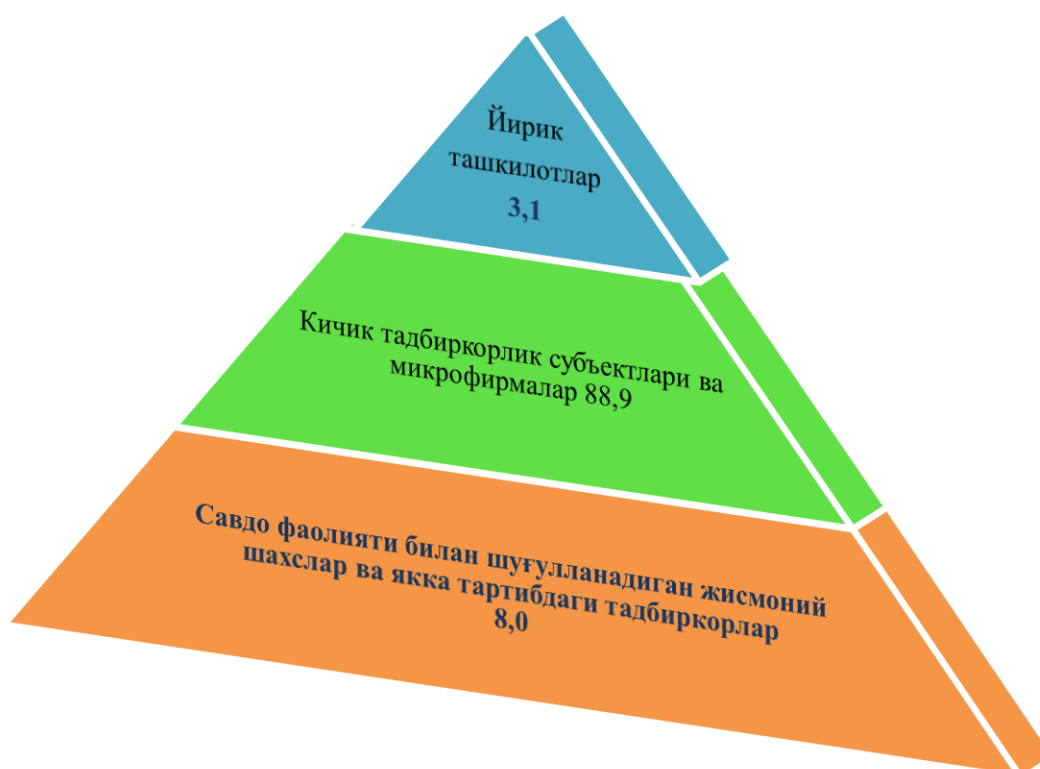 Йирик
ташкилотлар
3,1
Кичик тадбиркорлик субъектлари ва
микрофирмалар 88,9
Савдо фаолияти билан шуғулланадиган жисмоний
шахслар ва якка тартибдаги тадбиркорлар
8,0